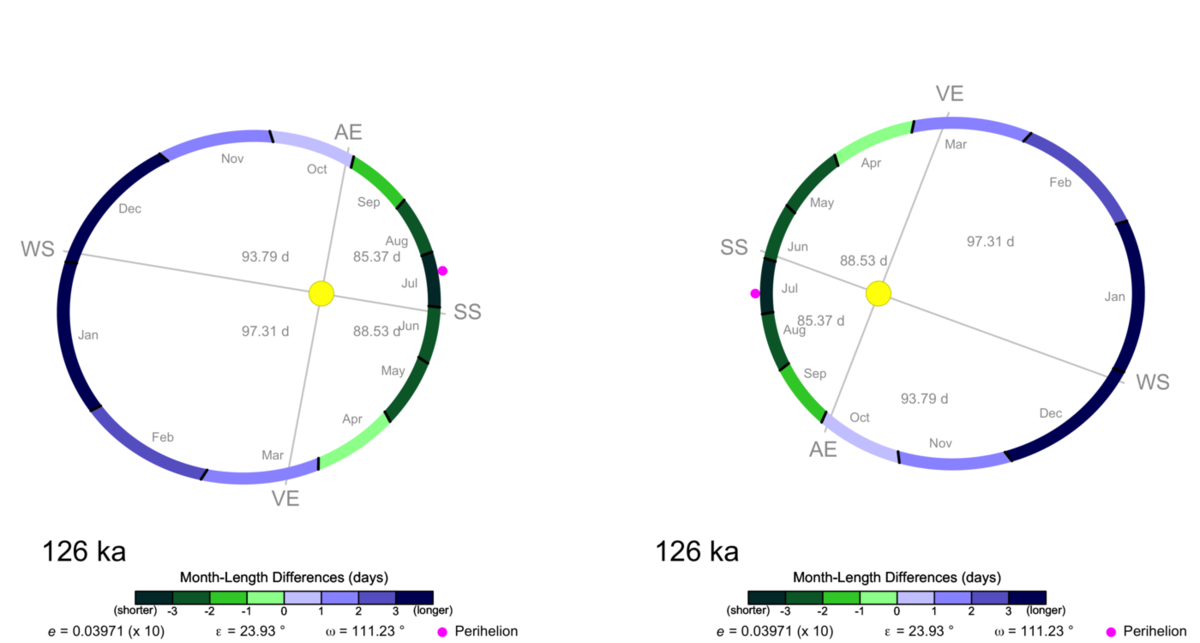 AE
Nov
Oct
Dec
Sep
WS
Aug
93.79 d
85.37 d
Jul
SS
97.31 d
88.53 d
Jun
Jan
May
Apr
Feb
Mar
VE
126 ka
Month-Length Differences (days)
(shorter) -3 -2 -1 0 1 2 3 (longer)
e = 0.03971 (x 10) ε = 23.93 ° ω = 111.23 ° Perihelion
VE
Mar
Apr
Feb
May
SS
Jun
97.31 d
88.53 d
Jul
Jan
85.37 d
Aug
Sep
WS
93.79 d
Oct
Dec
AE
Nov
126 ka
Month-Length Differences (days)
(shorter) -3 -2 -1 0 1 2 3 (longer)
e = 0.03971 (x 10) ε = 23.93 ° ω = 111.23 ° Perihelion